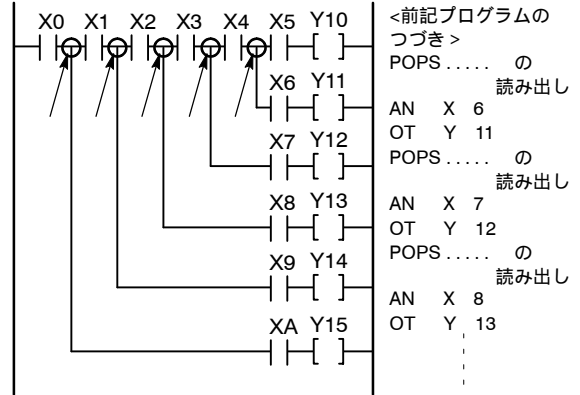 X0 X1 X2 X3 X4 X5 Y10
X6 Y11
X7 Y12
X8 Y13
X9 Y14
XA Y15
<前記プログラムの
つづき>
POPS..... の
読み出し
AN X 6
OT Y 11
POPS..... の
読み出し
AN X 7
OT Y 12
POPS..... の
読み出し
AN X 8
OT Y 13